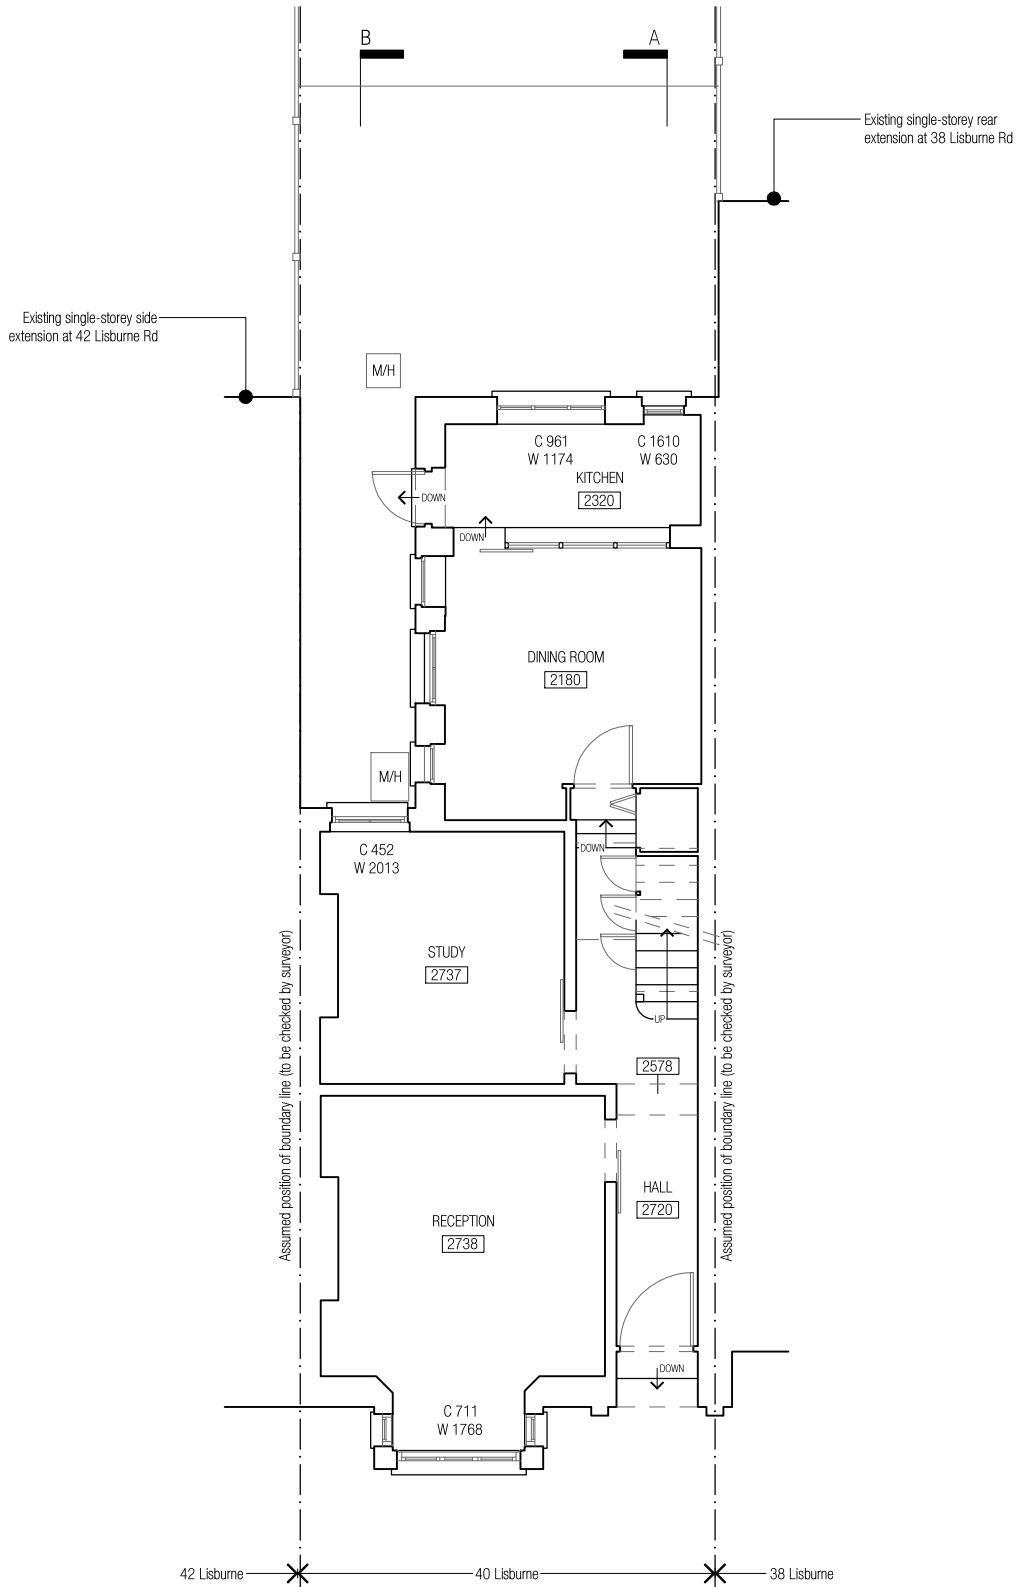 B
A
Existing single-storey rear
extension at 38 Lisburne Rd
Existing single-storey side
extension at 42 Lisburne Rd
M/H
C 961
W 1174
C 1610
W 630
KITCHEN
2320
DOWN
DOWN
DINING ROOM
2180
M/H
DOWN
C 452
W 2013
STUDY
2737
UP
Assumed position of boundary line (to be checked by surveyor)
Assumed position of boundary line (to be checked by surveyor)
2578
HALL
2720
RECEPTION
2738
DOWN
C 711
W 1768
42 Lisburne
40 Lisburne
38 Lisburne